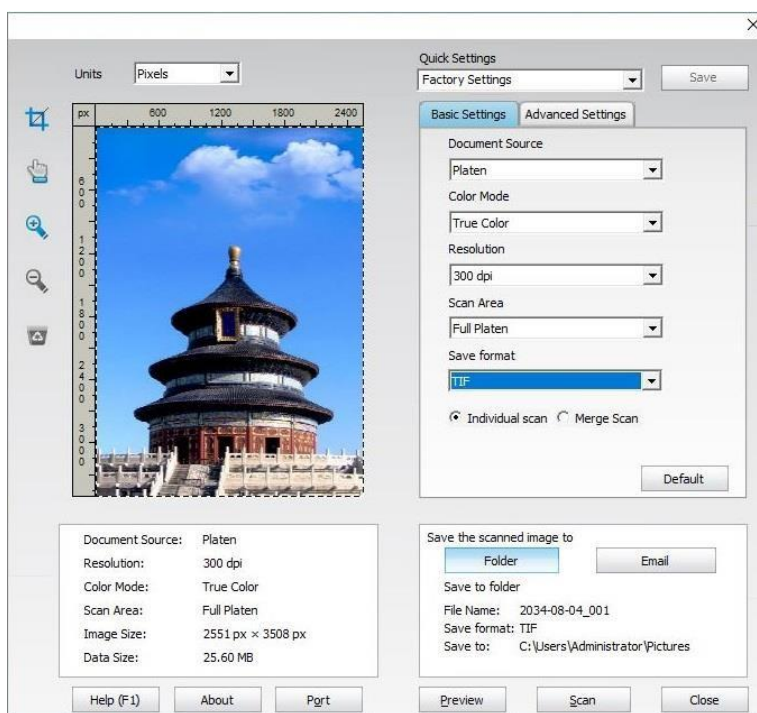 Quick Settings
Units Pixels
Factory Settings Save
px 600 1200 1800 2400
600
1200
1800
2400
3000
Basic Settings Advanced Settings
Document Source
Platen
Color Mode
True Color
Resolution
300 dpi
Scan Area
Full Platen
Save format
TIF
Individual scan Merge Scan
Default
Document Source: Platen
Resolution: 300 dpi
Color Mode: True Color
Scan Area: Full Platen
Image Size: 2551 px × 3508 px
Data Size: 25.60 MB
Save the scanned image to
Folder Email
Save to folder
File Name: 2034-08-04_001
Save format: TIF
Save to: C:\Users\Administrator\Pictures
Help (F1) About Port Preview Scan Close